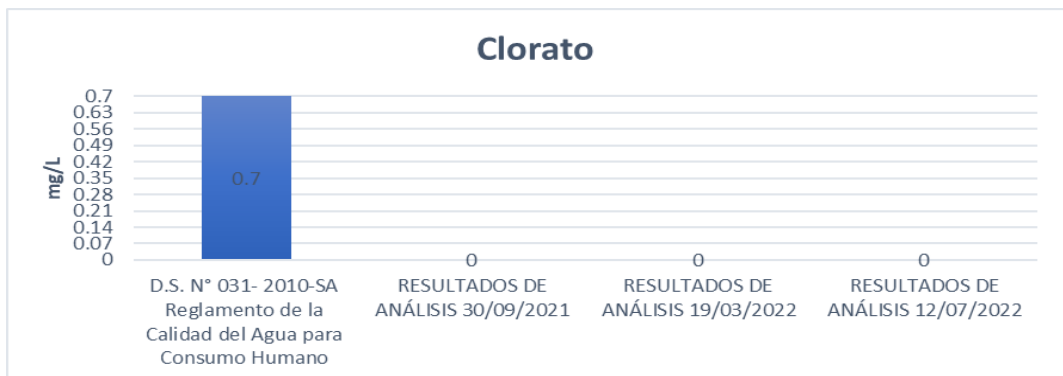 Clorato
mg/L
0.7
0.63
0.56
0.49
0.42
0.35
0.28
0.21
0.14
0.07
0
0.7
0
0
0
D.S. N° 031- 2010-SA
Reglamento de la
Calidad del Agua para
Consumo Humano
RESULTADOS DE
ANÁLISIS 30/09/2021
RESULTADOS DE
ANÁLISIS 19/03/2022
RESULTADOS DE
ANÁLISIS 12/07/2022